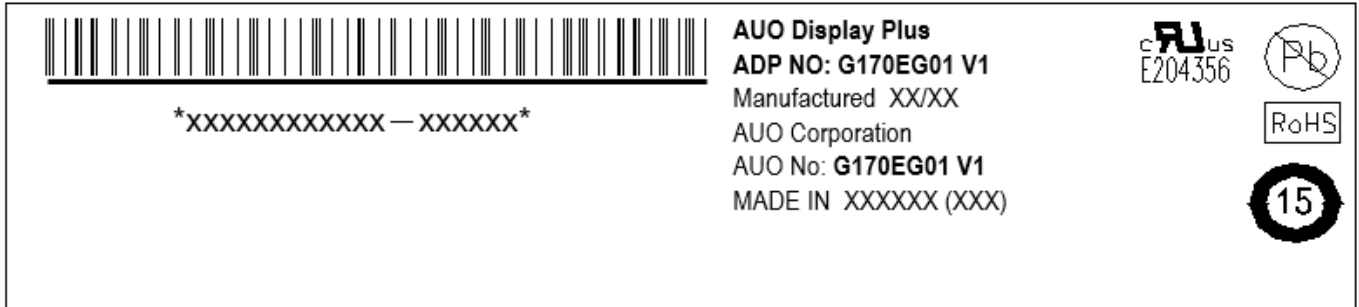 *XXXXXXXXXXXX—XXXXXX*
AUO Display Plus
ADP NO: G170EG01 V1
Manufactured XX/XX
AUO Corporation
AUO No: G170EG01 V1
MADE IN XXXXXX (XXX)
c RU us
E204356
Pb
RoHS
15